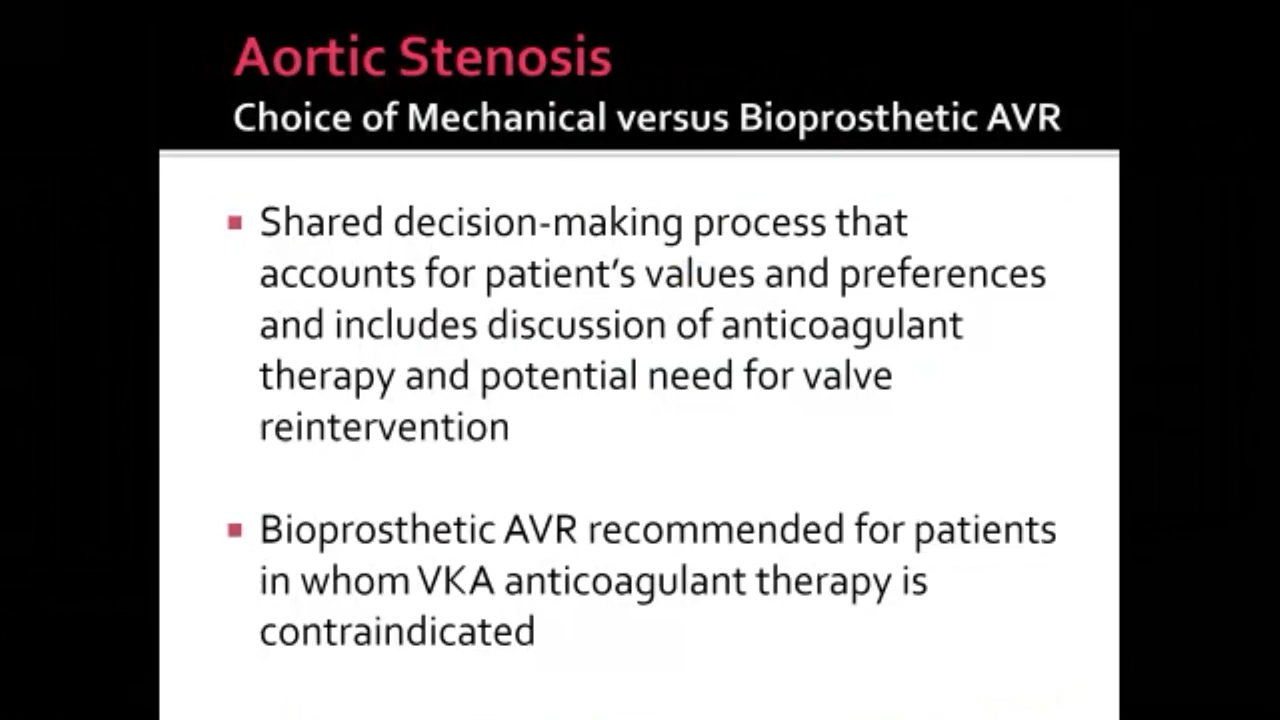 Aortic Stenosis
Choice of Mechanical versus Bioprosthetic AVR
▪ Shared decision-making process that
accounts for patient’s values and preferences
and includes discussion of anticoagulant
therapy and potential need for valve
reintervention
▪ Bioprosthetic AVR recommended for patients
in whom VKA anticoagulant therapy is
contraindicated